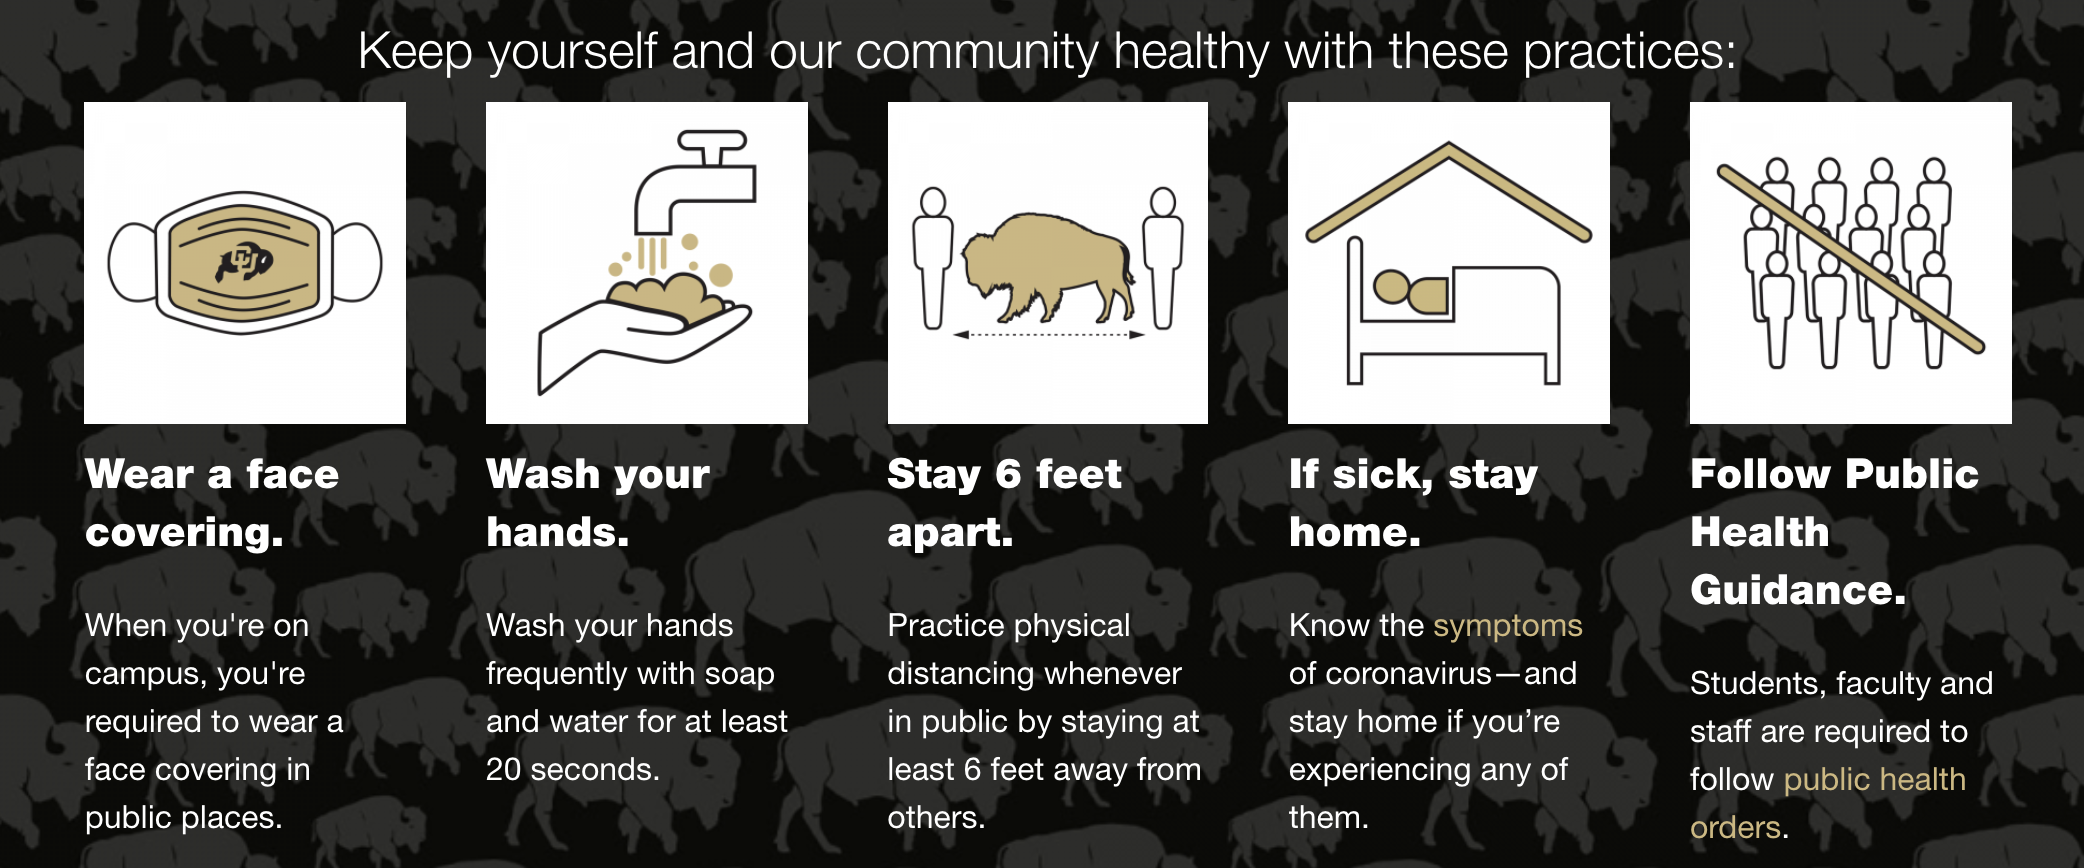 Keep yourself and our community healthy with these practices:
CU
Wear a face
covering.
When you're on
campus, you're
required to wear a
face covering in
public places.
Wash your
hands.
Wash your hands
frequently with soap
and water for at least
20 seconds.
Stay 6 feet
apart.
Practice physical
distancing whenever
in public by staying at
least 6 feet away from
others.
If sick, stay
home.
Know the symptoms
of coronavirus—and
stay home if you’re
experiencing any of
them.
Follow Public
Health
Guidance.
Students, faculty and
staff are required to
follow public health
orders.